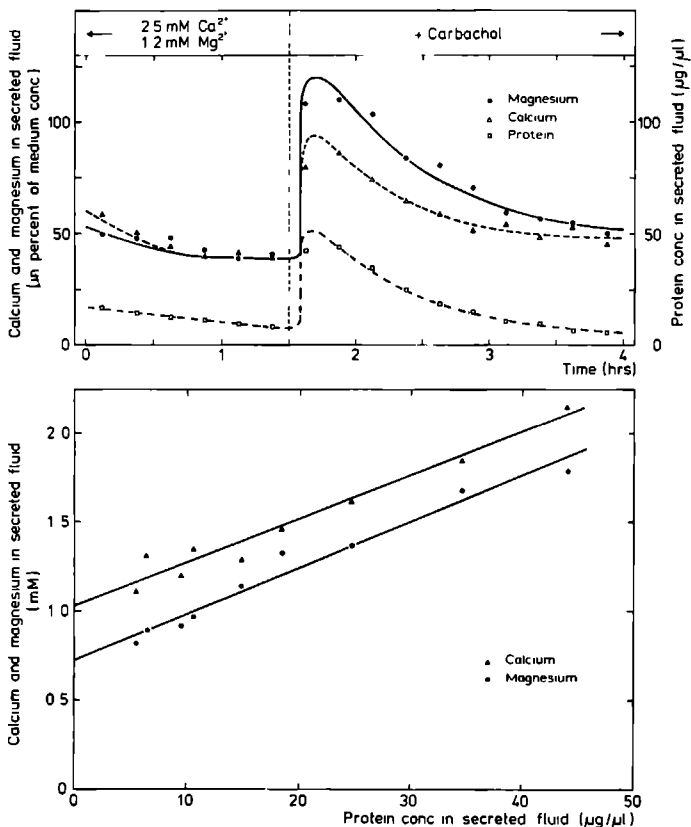 2 5 mM Ca2+
1 2 mM Mg2+
+ Carbachol
Calcium and magnesium in secreted fluid
(in percent of medium conc)
Protein conc in secreted fluid (µg/µl)
Magnesium
Calcium
Protein
100
50
0
100
50
0
0 1 2 3 4
Time (hrs)
Calcium and magnesium in secreted fluid
(mM)
2 0
1 5
1 0
0 5
0
Calcium
Magnesium
0 10 20 30 40 50
Protein conc in secreted fluid (µg/µl)